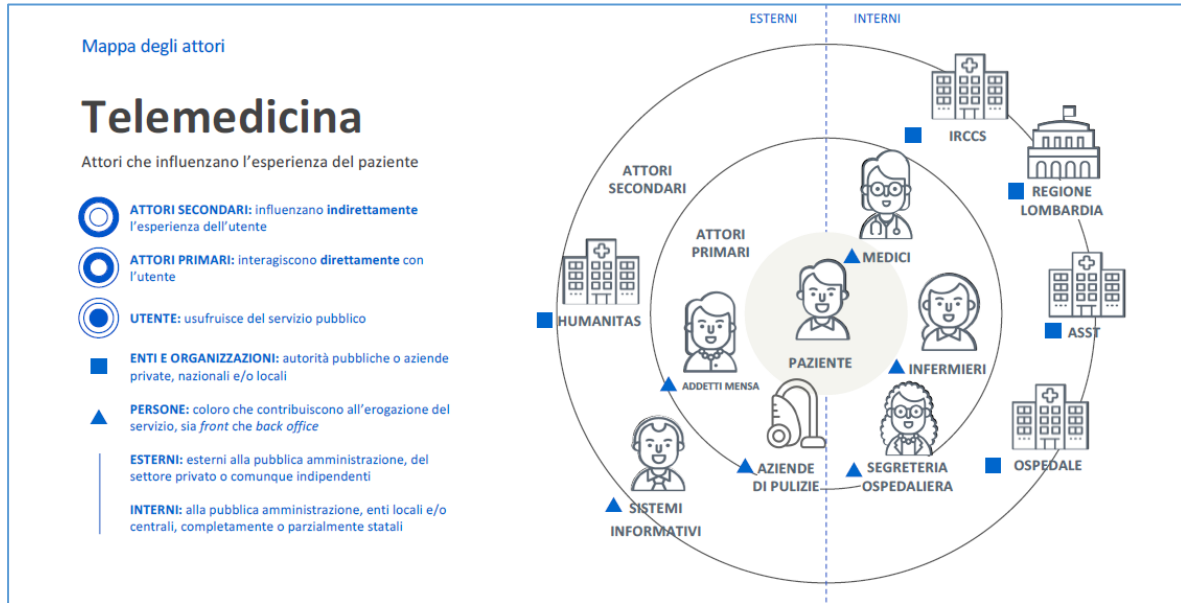 Mappa degli attori
Telemedicina
Attori che influenzano l'esperienza del paziente
ATTORI SECONDARI: influenzano indirettamente
l'esperienza dell'utente
ATTORI PRIMARI: interagiscono direttamente con
l'utente
UTENTE: usufruisce del servizio pubblico
ENTI E ORGANIZZAZIONI: autorità pubbliche o aziende
private, nazionali e/o locali
PERSONE: coloro che contribuiscono all'erogazione del
servizio, sia front che back office
ESTERNI: esterni alla pubblica amministrazione, del
settore privato o comunque indipendenti
INTERNI: alla pubblica amministrazione, enti locali e/o
centrali, completamente o parzialmente statali
ESTERNI
INTERNI
IRCCS
ATTORI
SECONDARI
REGIONE
LOMBARDIA
ATTORI
PRIMARI
MEDICI
HUMANITAS
ASST
PAZIENTE
INFERMIERI
ADDETTI MENSA
OSPEDALE
AZIENDE
DI PULIZIE
SEGRETERIA
OSPEDALIERA
SISTEMI
INFORMATIVI